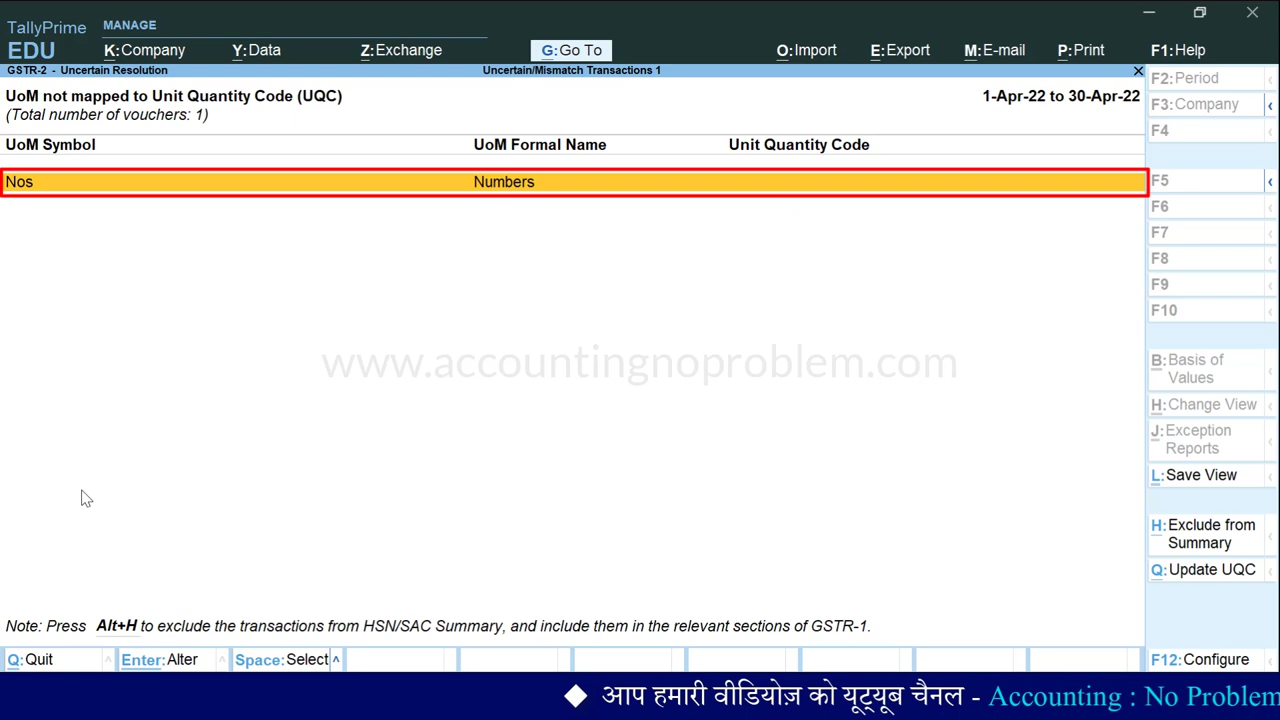 TallyPrime
EDU
MANAGE
K:Company
Y:Data
Z:Exchange
G:Go To
O:Import
E:Export
M:E-mail
P:Print
F1:Help
GSTR-2 - Uncertain Resolution
Uncertain/Mismatch Transactions 1
UoM not mapped to Unit Quantity Code (UQC)
1-Apr-22 to 30-Apr-22
(Total number of vouchers: 1)
UoM Symbol
UoM Formal Name
Unit Quantity Code
Nos
Numbers
www.accountingnoproblem.com
Note: Press Alt+H to exclude the transactions from HSN/SAC Summary, and include them in the relevant sections of GSTR-1.
F2:Period
F3:Company
F4
F5
F6
F7
F8
F9
F10
B:Basis of
Values
H:Change View
J:Exception
Reports
L:Save View
H:Exclude from
Summary
Q:Update UQC
Q:Quit
Enter:Alter
Space:Select
F12:Configure
◆ आप हमारी वीडियोज़ को यूट्यूब चैनल - Accounting : No Problem